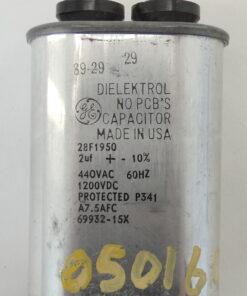 89-29 29
DIELEKTROL
NO PCB'S
GE CAPACITOR
MADE IN USA
28F1950
2uf +- 10%
440VAC 60HZ
1200VDC
PROTECTED P341
A7.5AFC
69932-15X
05016